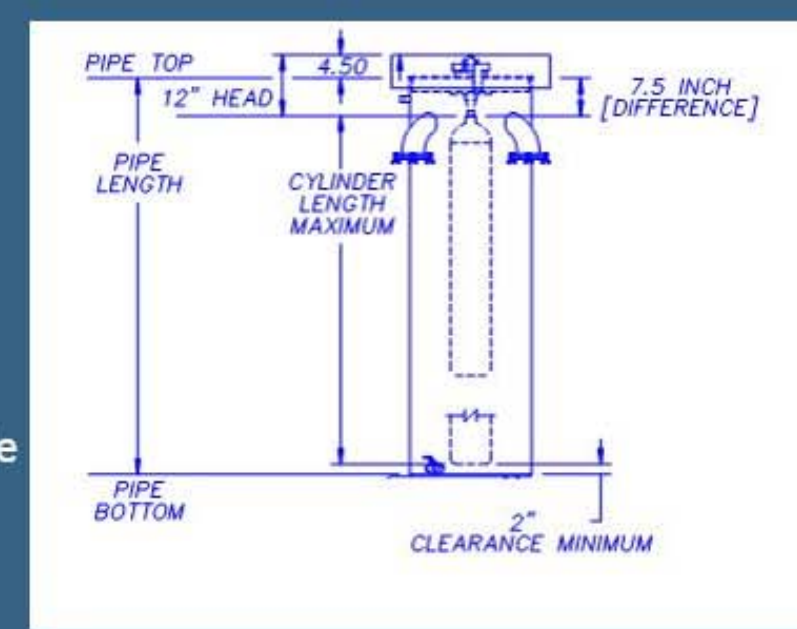 PIPE TOP
4.50
12" HEAD
7.5 INCH
[DIFFERENCE]
PIPE
LENGTH
CYLINDER
LENGTH
MAXIMUM
e
PIPE
BOTTOM
2"
CLEARANCE MINIMUM